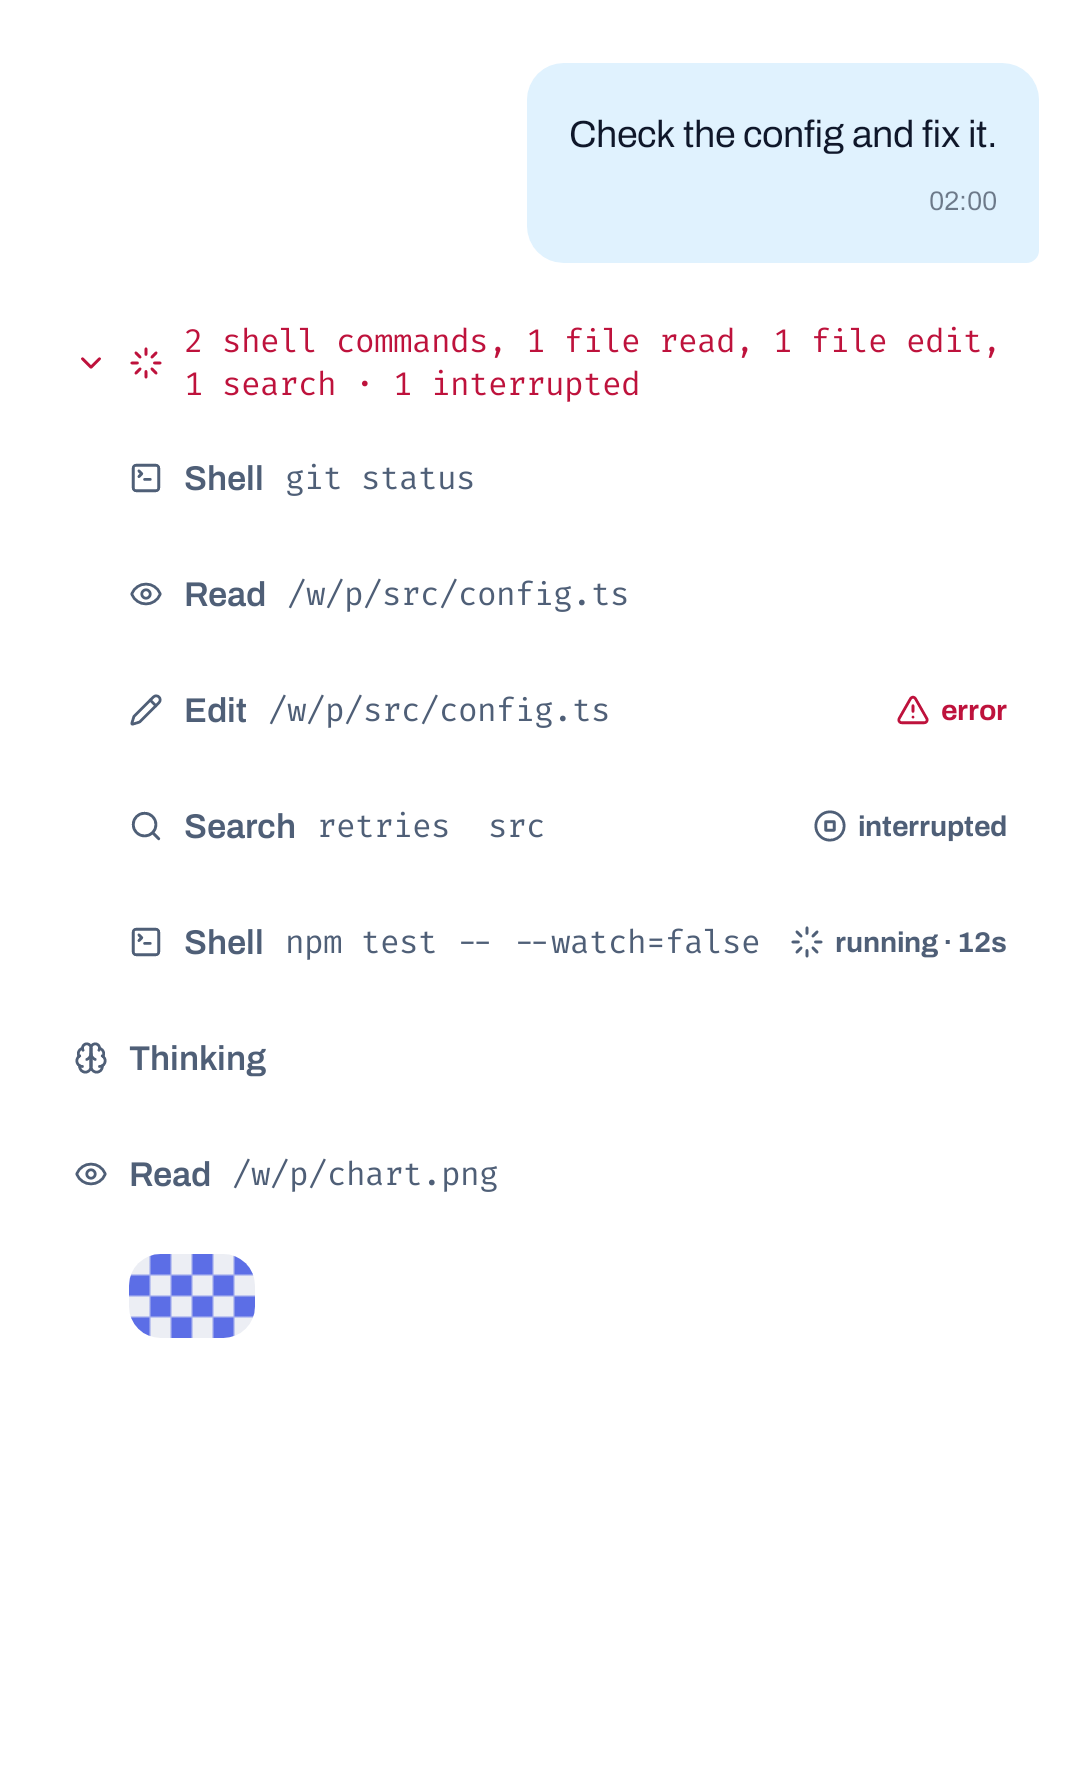 Check the config and fix it.
02:00
2 shell commands, 1 file read, 1 file edit,
1 search · 1 interrupted
Shell git status
Read /w/p/src/config.ts
Edit /w/p/src/config.ts error
Search retries  src interrupted
Shell npm test -- --watch=false running · 12s
Thinking
Read /w/p/chart.png